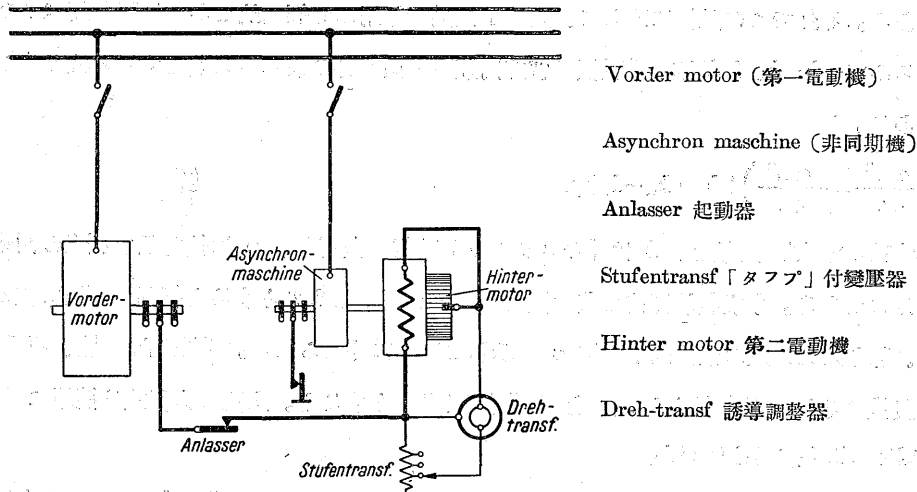 Vorder-
motor
Asynchron-
maschine
Hinter-
motor
Dreh-
transf.
Anlasser
Stufentransf.
Vorder motor (第一電動機)
Asynchron maschine (非同期機)
Anlasser 起動器
Stufentransf「タフプ」付變壓器
Hinter motor 第二電動機
Dreh-transf 誘導調整器